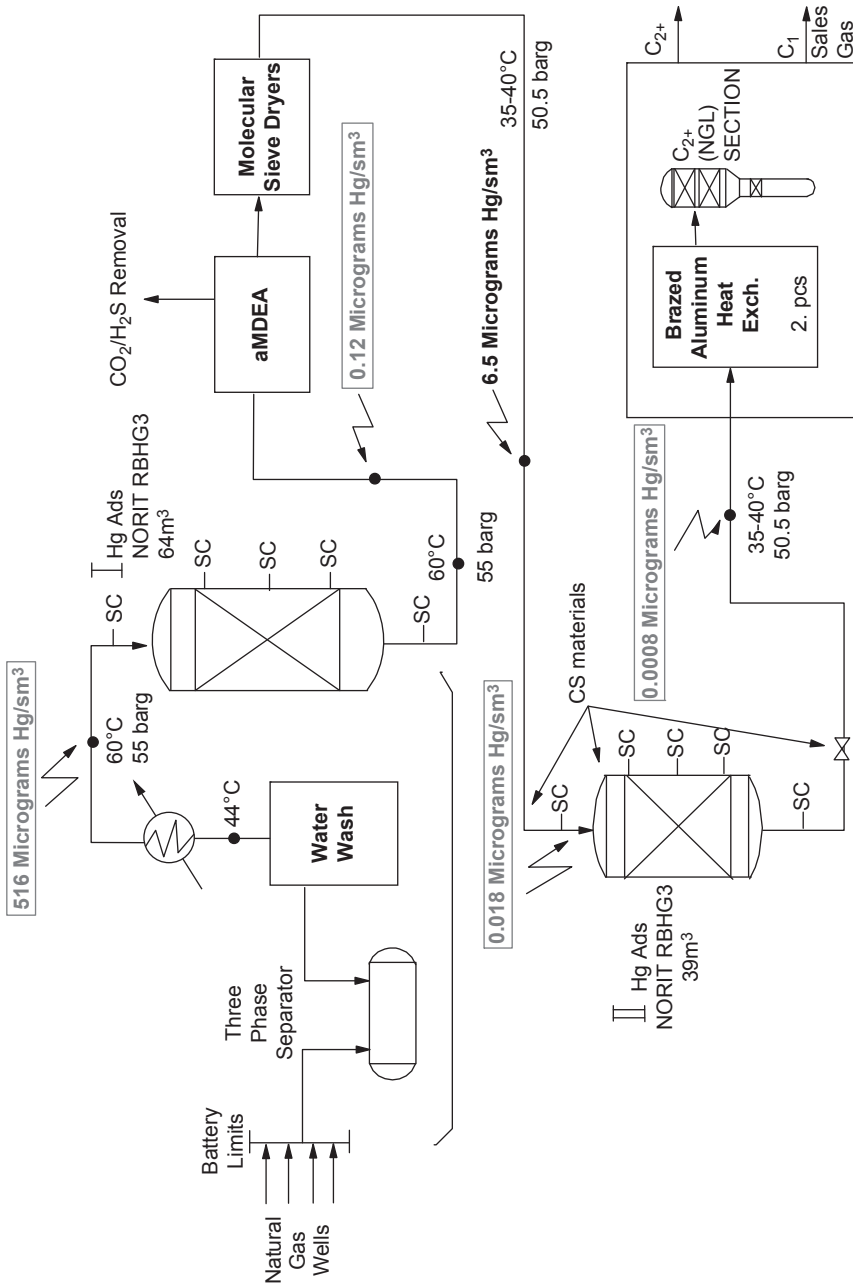 Natural
Gas
Wells
Battery
Limits
Three
Phase
Separator
Water
Wash
44°C
516 Micrograms Hg/sm³
60°C
55 barg
SC
Hg Ads
NORIT RBHG3
64m³
SC
SC
SC
SC
60°C
55 barg
0.12 Micrograms Hg/sm³
aMDEA
CO₂/H₂S Removal
Molecular
Sieve Dryers
35-40°C
50.5 barg
6.5 Micrograms Hg/sm³
0.018 Micrograms Hg/sm³
CS materials
SC
Hg Ads
NORIT RBHG3
39m³
SC
SC
SC
SC
0.0008 Micrograms Hg/sm³
35-40°C
50.5 barg
Brazed
Aluminum
Heat
Exch.
2. pcs
C₂₊
(NGL)
SECTION
C₂₊
C₁
Sales
Gas